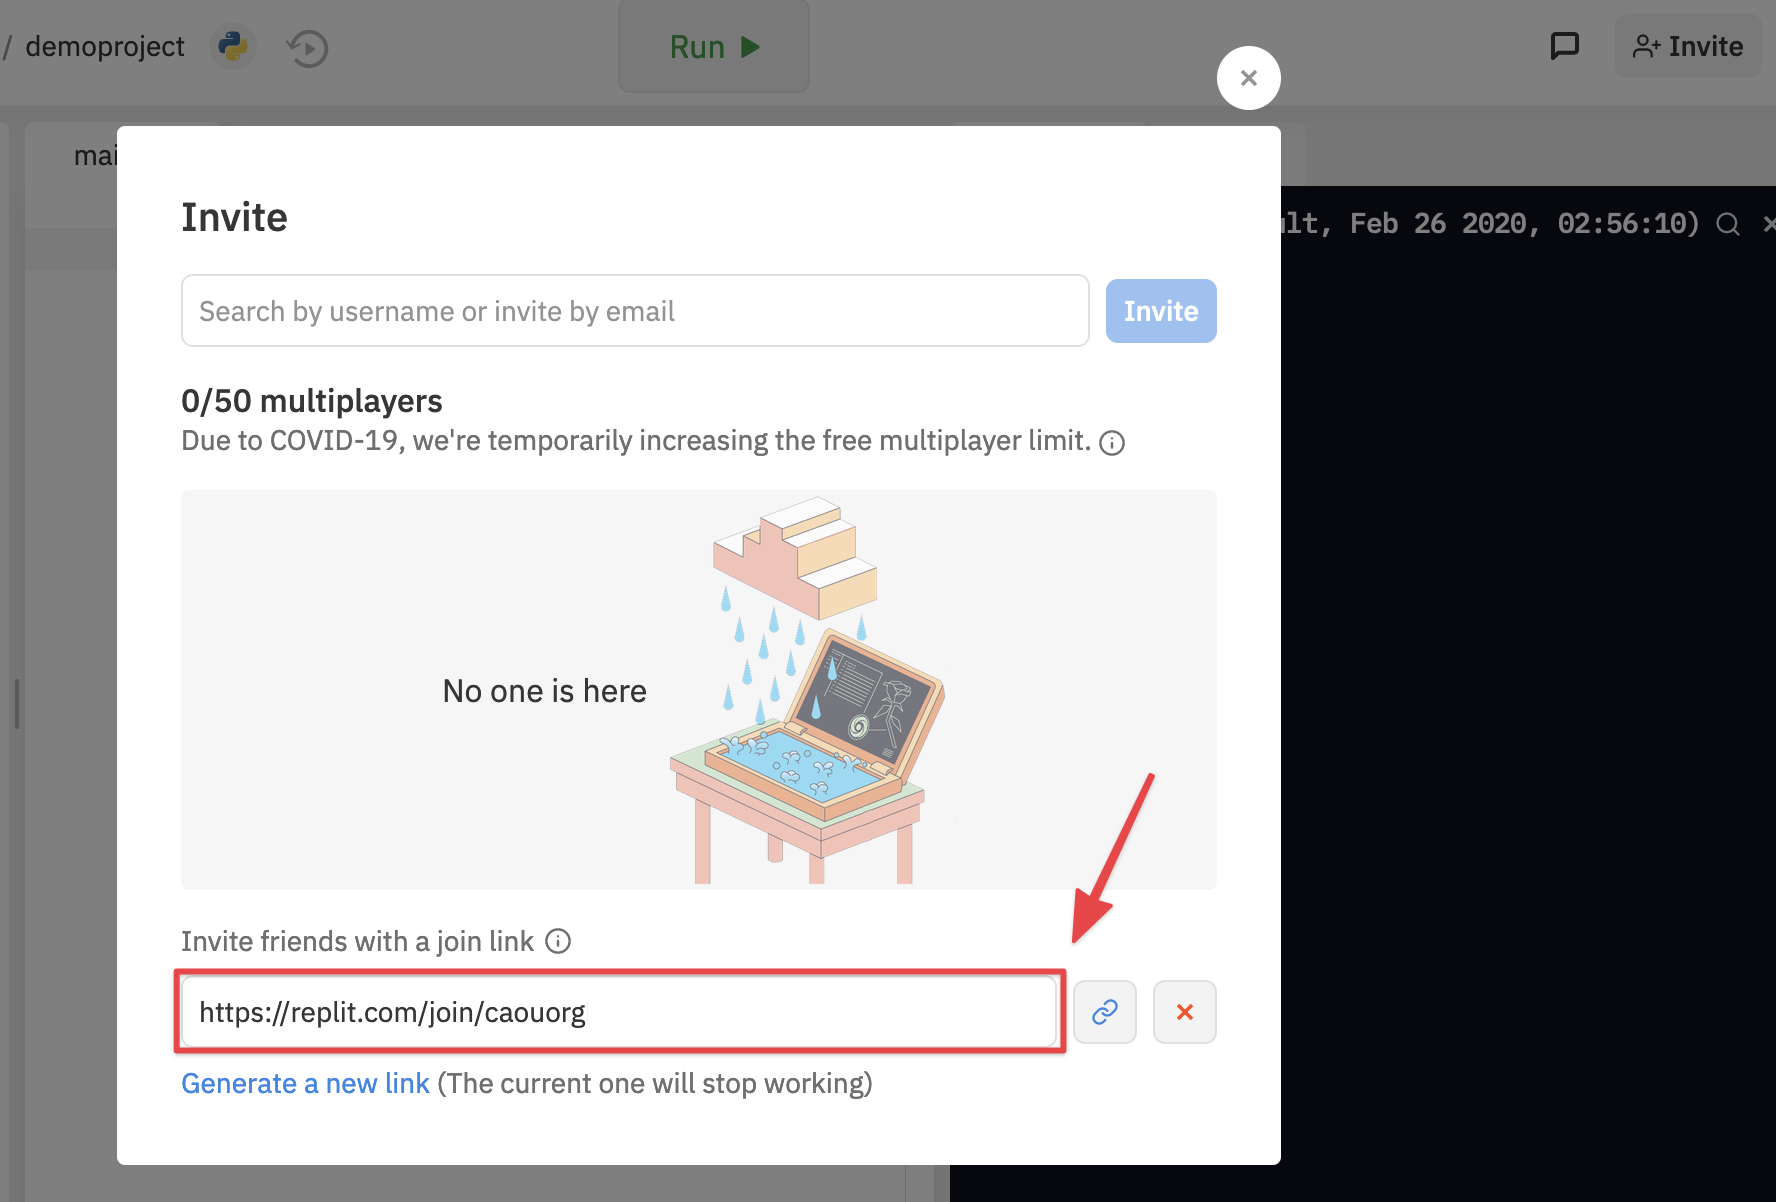 / demoproject
Run
Invite
mai
ult, Feb 26 2020, 02:56:10)
Invite
Search by username or invite by email
Invite
0/50 multiplayers
Due to COVID-19, we're temporarily increasing the free multiplayer limit.
No one is here
Invite friends with a join link
https://replit.com/join/caouorg
Generate a new link (The current one will stop working)